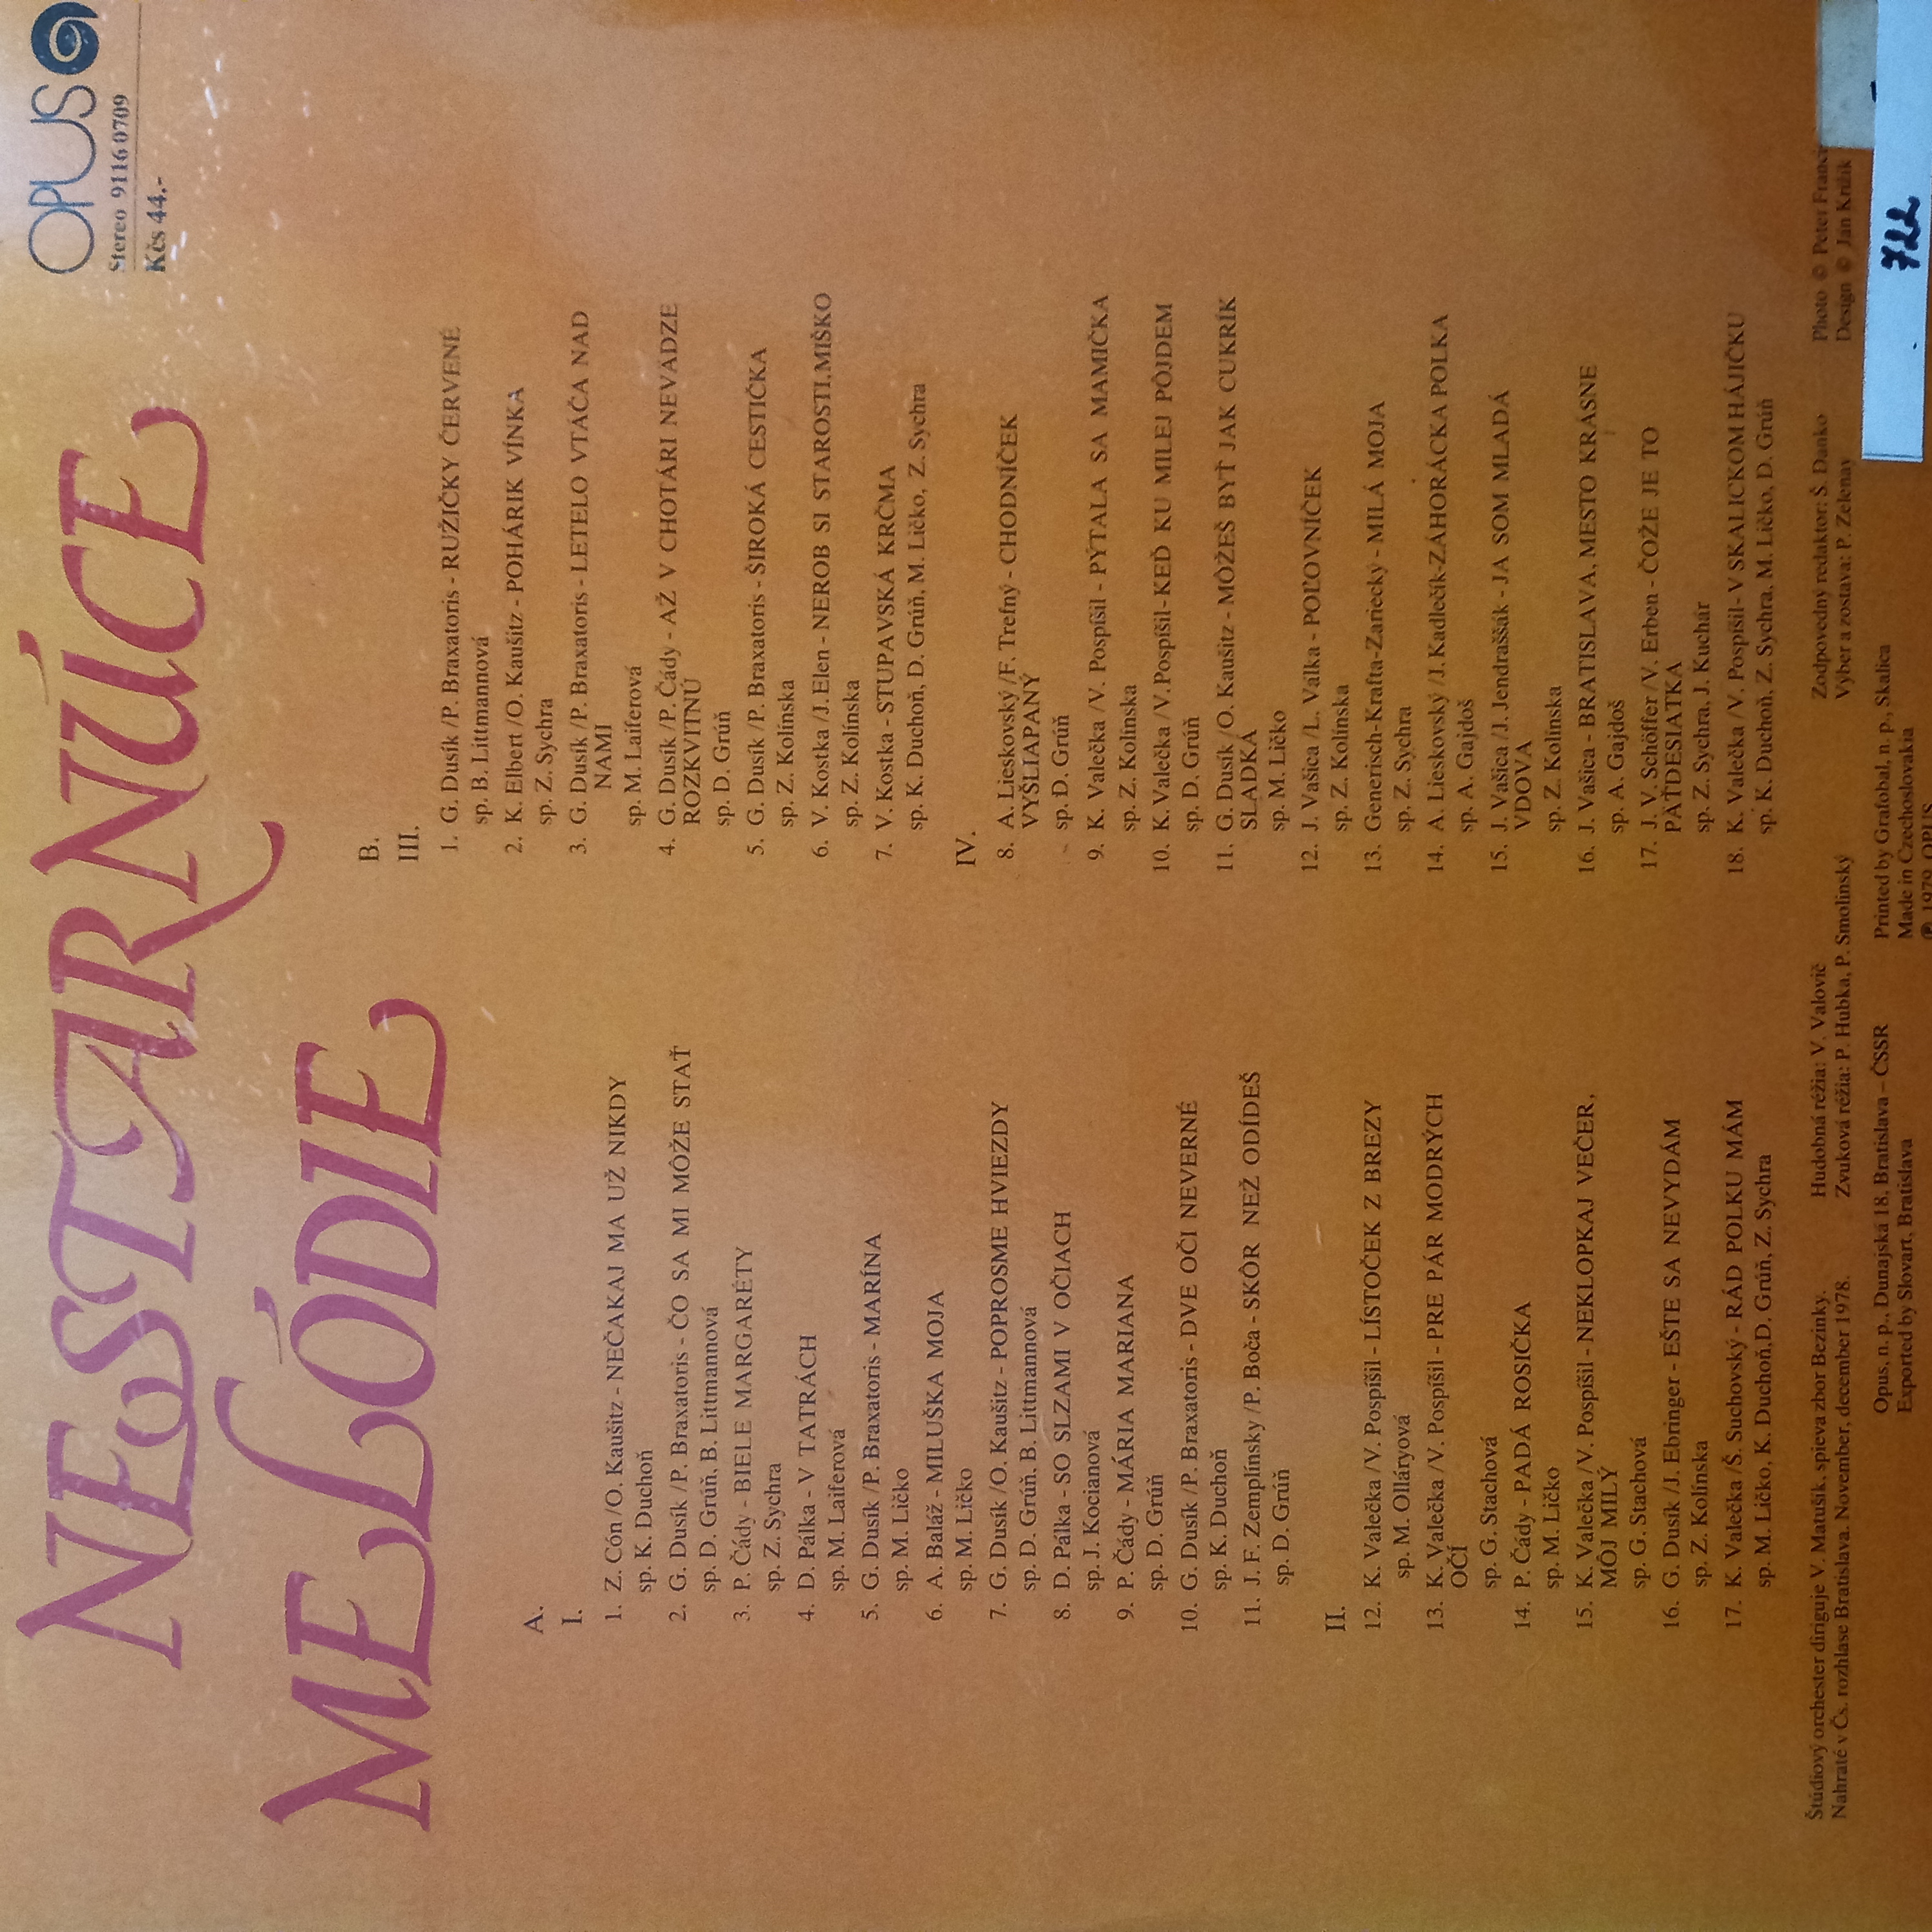 NESTARNÚCE
MELÓDIE
OPUS
Stereo 9116 0709
Kčs 44.-
A.
I.
1. Z. Cón /O. Kaušitz - NEČAKAJ MA UŽ NIKDY
sp. K. Duchoň
2. G. Dusík /P. Braxatoris - ČO SA MI MÔŽE STAŤ
sp. D. Grúň, B. Littmannová
3. P. Čády - BIELE MARGARÉTY
sp. Z. Sychra
4. D. Pálka - V TATRÁCH
sp. M. Laiferová
5. G. Dusík /P. Braxatoris - MARÍNA
sp. M. Ličko
6. A. Baláž - MILUŠKA MOJA
sp. M. Ličko
7. G. Dusík /O. Kaušitz - POPROSME HVIEZDY
sp. D. Grúň, B. Littmannová
8. D. Pálka - SO SLZAMI V OČIACH
sp. J. Kocianová
9. P. Čády - MÁRIA MARIANA
sp. D. Grúň
10. G. Dusík /P. Braxatoris - DVE OČI NEVERNÉ
sp. K. Duchoň
11. J. F. Zemplínsky /P. Boča - SKÔR NEŽ ODÍDEŠ
sp. D. Grúň
II.
12. K. Valečka /V. Pospíšil - LÍSTOČEK Z BREZY
sp. M. Olláryová
13. K. Valečka /V. Pospíšil - PRE PÁR MODRÝCH
OČÍ
sp. G. Stachová
14. P. Čády - PADÁ ROSIČKA
sp. M. Ličko
15. K. Valečka /V. Pospíšil - NEKLOPKAJ VEČER,
MÔJ MILÝ
sp. G. Stachová
16. G. Dusík /J. Ebringer - EŠTE SA NEVYDÁM
sp. Z. Kolínska
17. K. Valečka /Š. Suchovský - RÁD POLKU MÁM
sp. M. Ličko, K. Duchoň, D. Grúň, Z. Sychra
B.
III.
1. G. Dusík /P. Braxatoris - RUŽIČKY ČERVENÉ
sp. B. Littmannová
2. K. Elbert /O. Kaušitz - POHÁRIK VÍNKA
sp. Z. Sychra
3. G. Dusík /P. Braxatoris - LETELO VTÁČA NAD
NAMI
sp. M. Laiferová
4. G. Dusík /P. Čády - AŽ V CHOTÁRI NEVADZE
ROZKVITNÚ
sp. D. Grúň
5. G. Dusík /P. Braxatoris - ŠIROKÁ CESTIČKA
sp. Z. Kolínska
6. V. Kostka /J. Elen - NEROB SI STAROSTI, MIŠKO
sp. Z. Kolínska
7. V. Kostka - STUPAVSKÁ KRČMA
sp. K. Duchoň, D. Grúň, M. Ličko, Z. Sychra
IV.
8. A. Lieskovský /F. Trefný - CHODNÍČEK
VYŠLIAPANÝ
sp. D. Grúň
9. K. Valečka /V. Pospíšil - PÝTALA SA MAMIČKA
sp. Z. Kolínska
10. K. Valečka /V. Pospíšil - KEĎ KU MILEJ PÔJDEM
sp. D. Grúň
11. G. Dusík /O. Kaušitz - MÔŽEŠ BYŤ JAK CUKRÍK
SLADKÁ
sp. M. Ličko
12. J. Vašica /L. Válka - POĽOVNÍČEK
sp. Z. Kolínska
13. Generisch-Krafta-Zariecký - MILÁ MOJA
sp. Z. Sychra
14. A. Lieskovský /J. Kadlečík-ZÁHORÁCKA POLKA
sp. A. Gajdoš
15. J. Vašica /J. Jendraššák - JA SOM MLADÁ
VDOVA
sp. Z. Kolínska
16. J. Vašica - BRATISLAVA, MESTO KRÁSNE
sp. A. Gajdoš
17. J. V. Schöffer /V. Erben - ČOŽE JE TO
PÄŤDESIATKA
sp. Z. Sychra, J. Kuchár
18. K. Valečka /V. Pospíšil - V SKALICKOM HÁJIČKU
sp. K. Duchoň, Z. Sychra, M. Ličko, D. Grúň
Štúdiový orchester diriguje V. Matušík, spieva zbor Bezinky.
Nahraté v Čs. rozhlase Bratislava. November, december 1978.
Hudobná réžia: V. Valovič
Zvuková réžia: P. Hubka, P. Smolinský
Zodpovedný redaktor: Š. Danko
Výber a zostava: P. Zelenay
Photo © Peter
Design © Ján Krížik
Opus, n. p., Dunajská 18, Bratislava – ČSSR
Exported by Slovart, Bratislava
Printed by Grafobal, n. p., Skalica
Made in Czechoslovakia
℗ 1979 OPUS
722